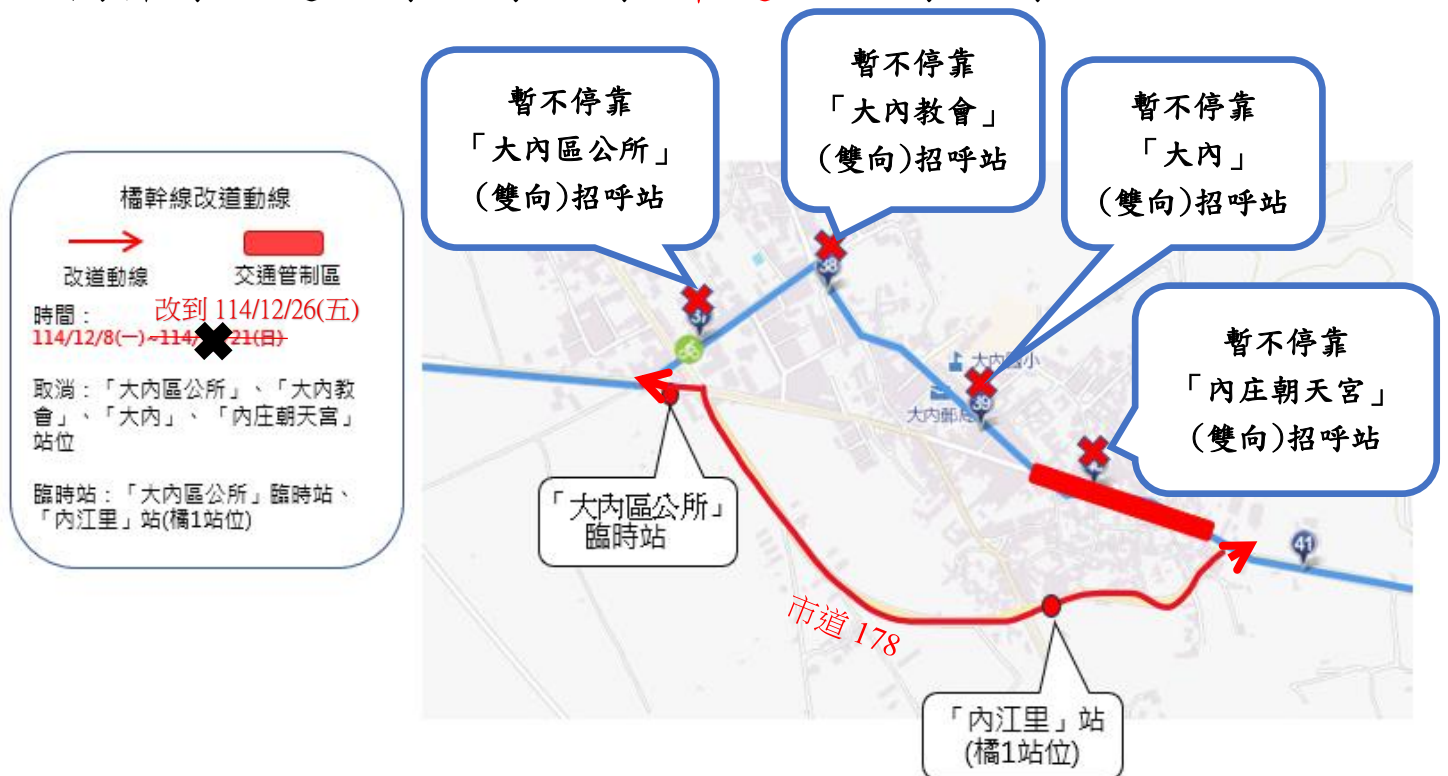 暫不停靠
「大內區公所」
(雙向)招呼站
暫不停靠
「大內教會」
(雙向)招呼站
暫不停靠
「大內」
(雙向)招呼站
暫不停靠
「內庄朝天宮」
(雙向)招呼站
橘幹線改道動線
改道動線
交通管制區
時間：
改到 114/12/26(五)
114/12/8(一)~114/
21(日)
取消：「大內區公所」、「大內教
會」、「大內」、「內庄朝天宮」
站位
臨時站：「大內區公所」臨時站、
「內江里」站(橘1站位)
38
39
41
大內國小
大內郵局
「大內區公所」
臨時站
市道 178
「內江里」站
(橘1站位)